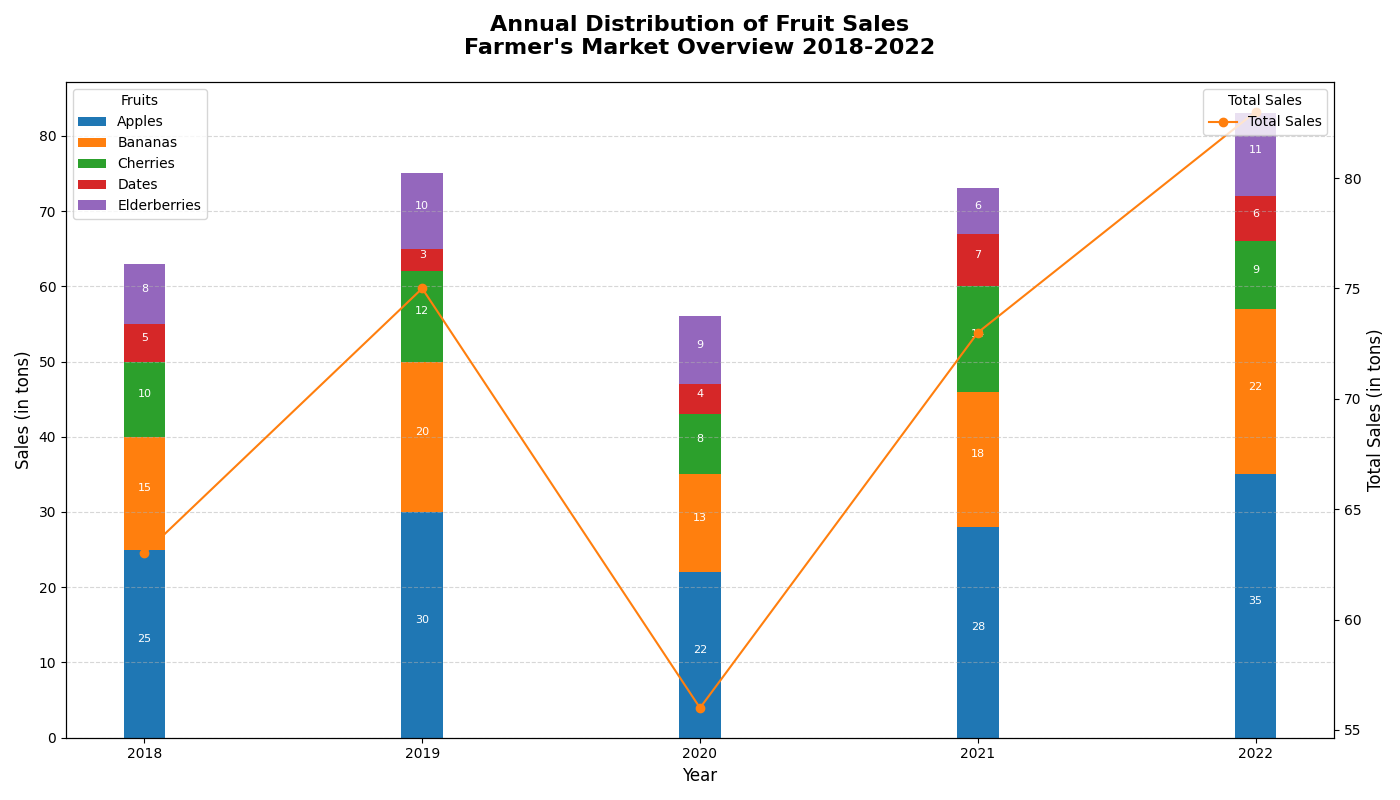 Annual Distribution of Fruit Sales
Farmer's Market Overview 2018-2022
Fruits
Apples
Bananas
Cherries
Dates
Elderberries
Total Sales
Total Sales
Sales (in tons)
80
70
60
50
40
30
20
10
0
8
5
10
15
25
10
3
12
20
30
9
4
8
13
22
6
7
18
28
11
6
9
22
35
80
75
70
65
60
55
Total Sales (in tons)
2018 2019 2020 2021 2022
Year